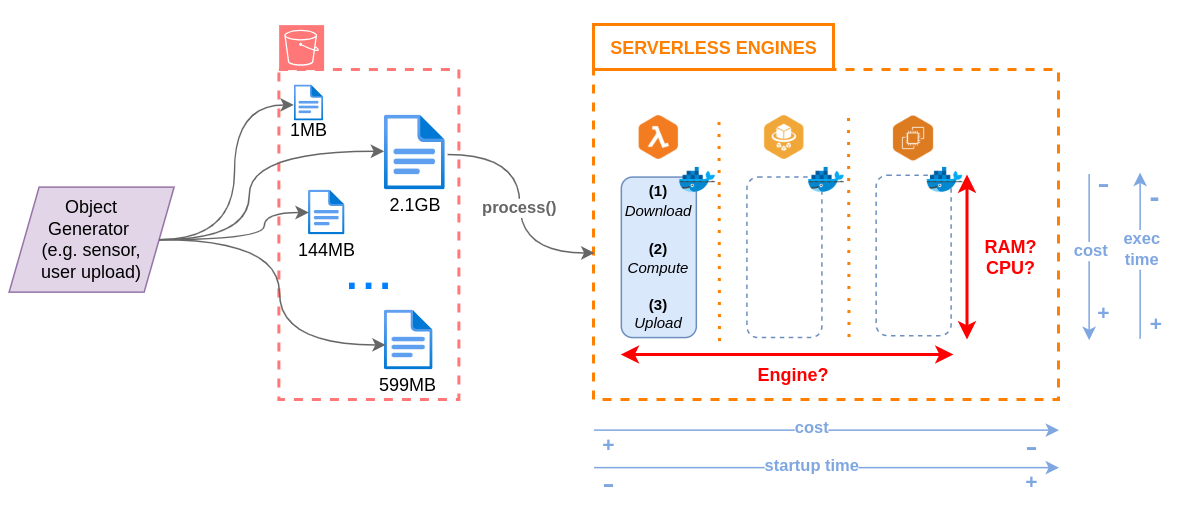 SERVERLESS ENGINES
1MB
Object
Generator
(e.g. sensor,
user upload)
2.1GB
144MB
...
599MB
process()
(1)
Download
(2)
Compute
(3)
Upload
RAM?
CPU?
Engine?
-
cost
+
-
exec
time
+
cost
+
-
startup time
-
+